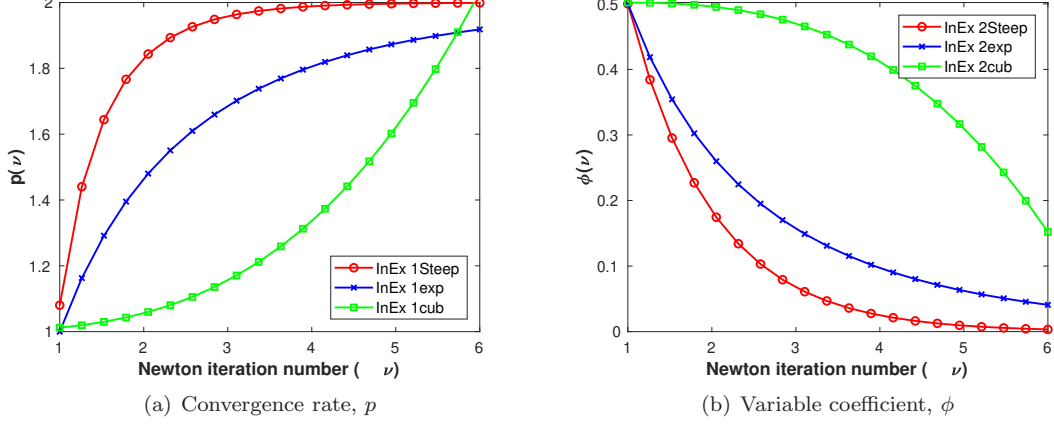 2
1.8
1.6
1.4
1.2
1
p(ν)
1 2 3 4 5 6
Newton iteration number ( ν)
InEx 1Steep
InEx 1exp
InEx 1cub
(a) Convergence rate, p
0.5
0.4
0.3
0.2
0.1
0
ϕ(ν)
1 2 3 4 5 6
Newton iteration number ( ν)
InEx 2Steep
InEx 2exp
InEx 2cub
(b) Variable coefficient, ϕ